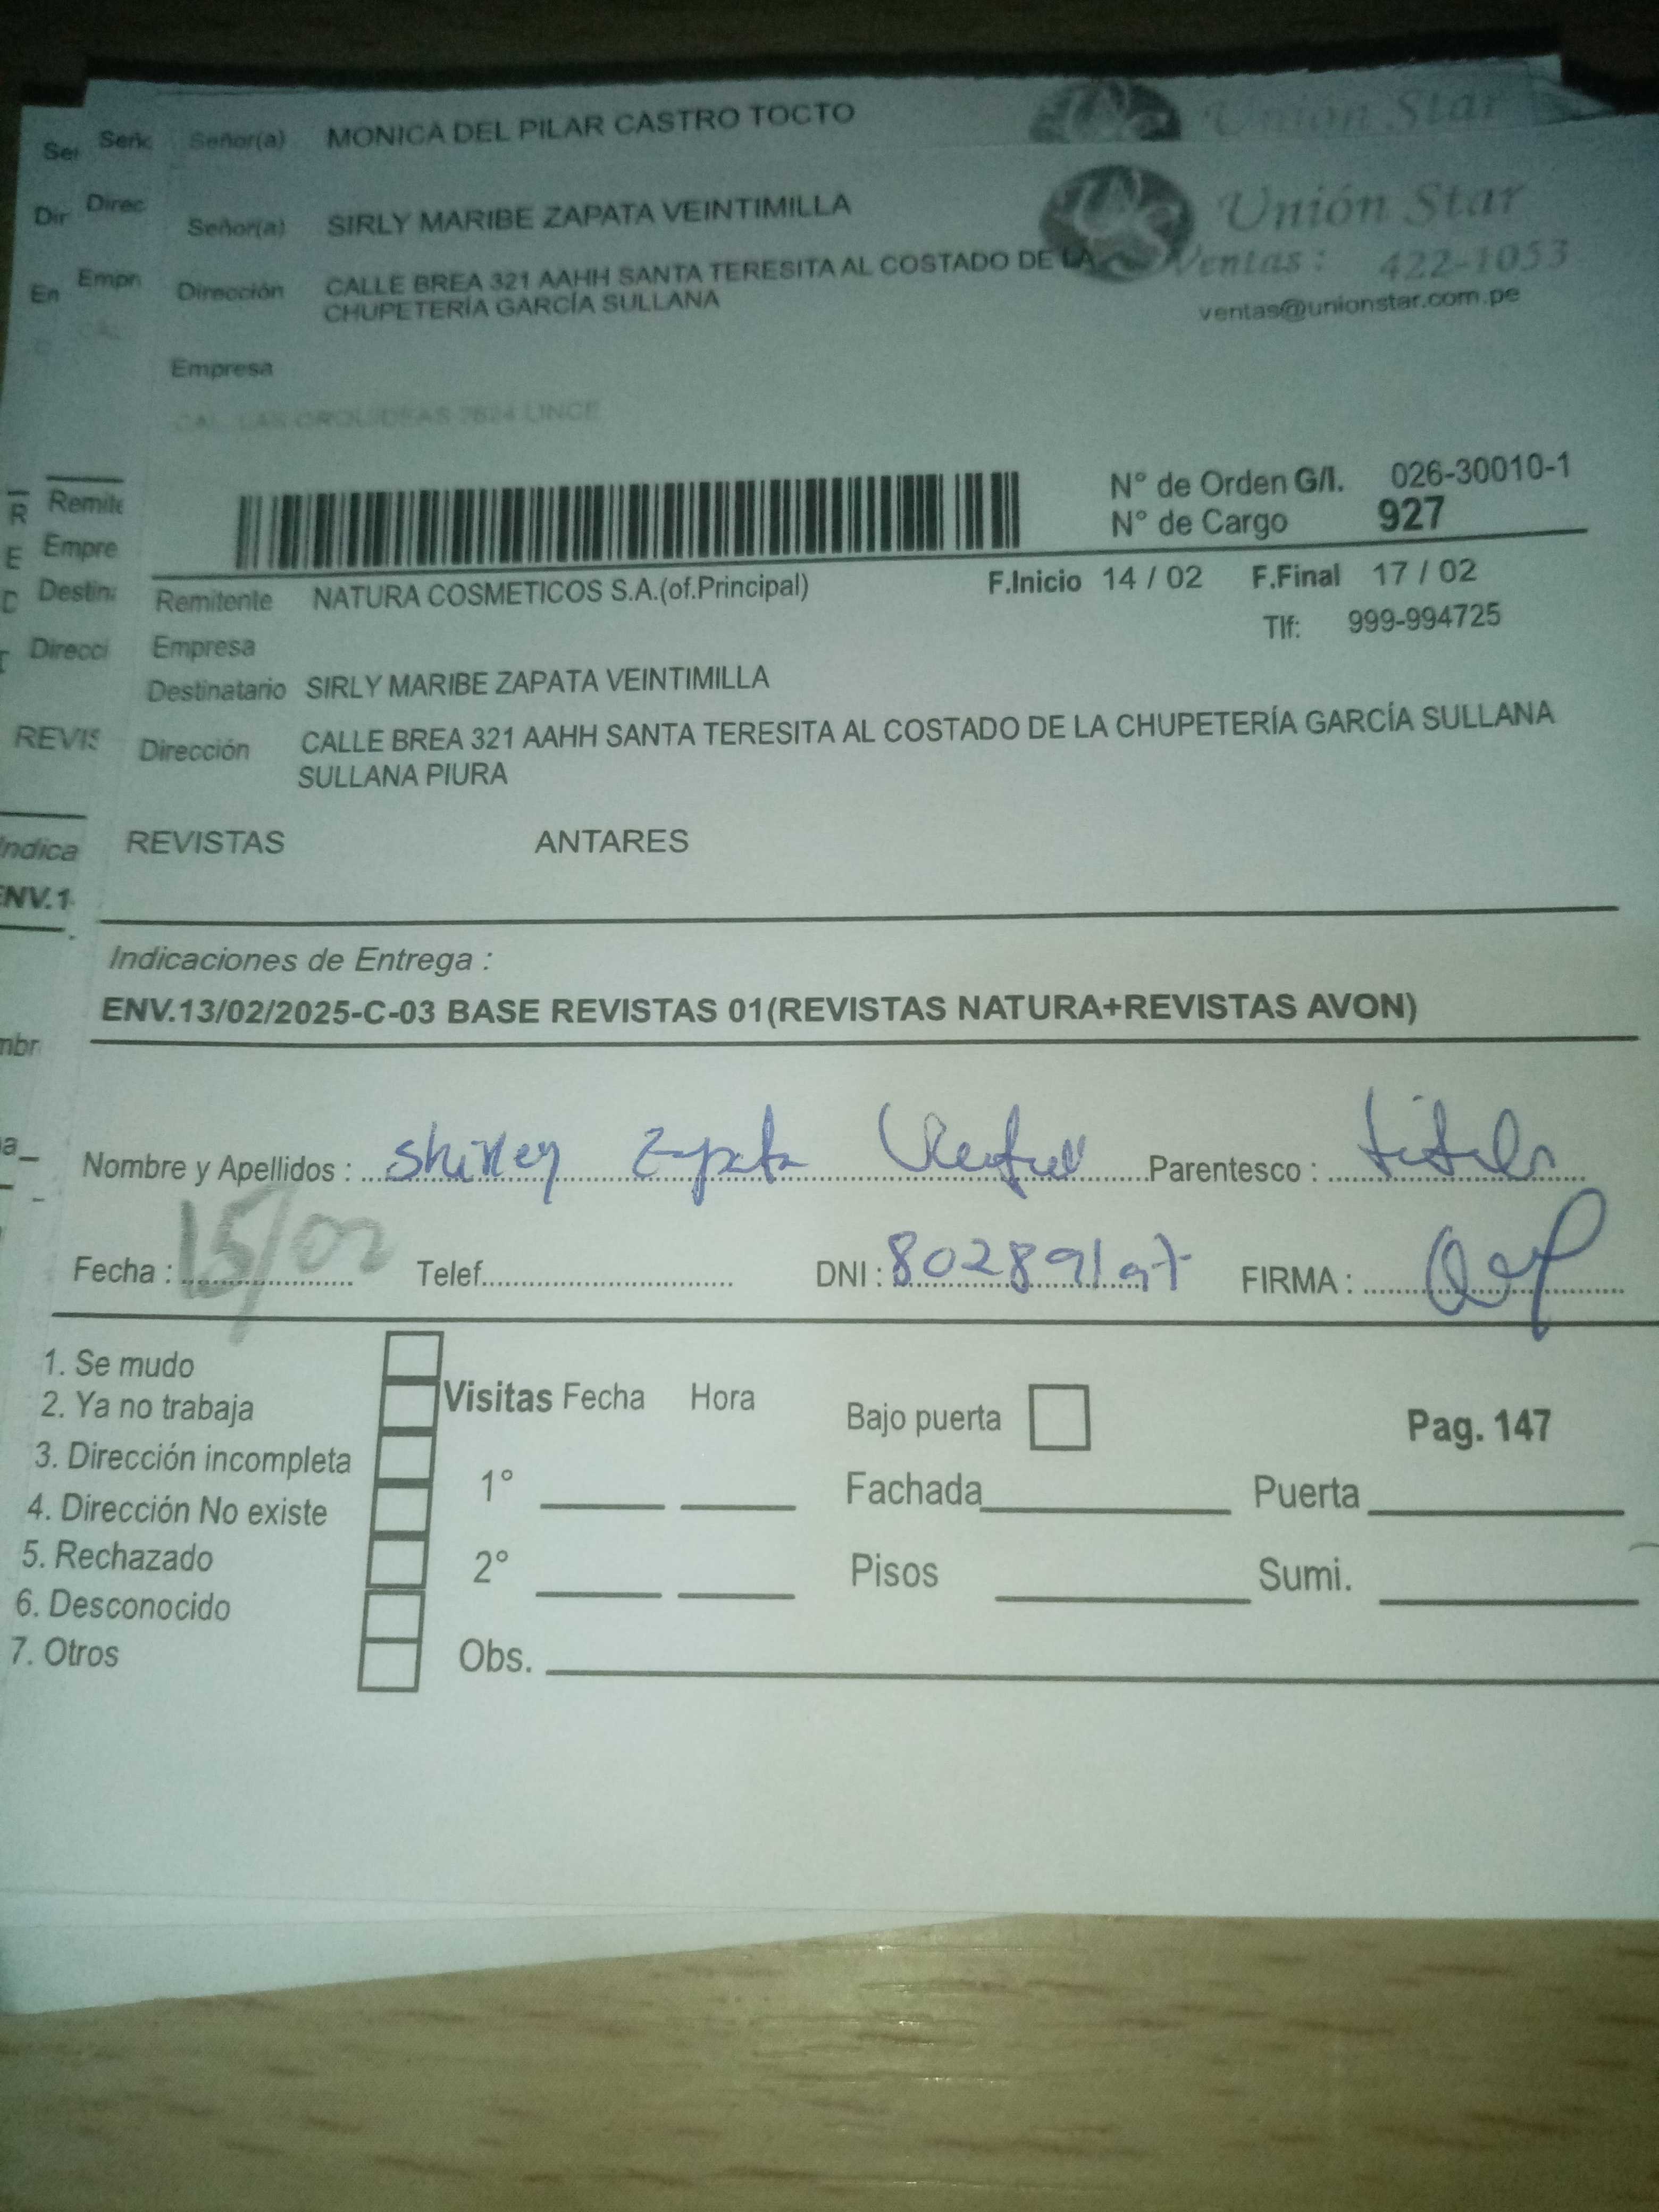 Señor(a) MONICA DEL PILAR CASTRO TOCTO Unión Star
Señor(a) SIRLY MARIBE ZAPATA VEINTIMILLA Unión Star
Ventas: 422-1053
Dirección CALLE BREA 321 AAHH SANTA TERESITA AL COSTADO DE LA
CHUPETERÍA GARCÍA SULLANA
ventas@unionstar.com.pe
Empresa
CAL. LAS ORQUIDEAS 2624 LINCE
N° de Orden G/I. 026-30010-1
N° de Cargo 927
Remitente NATURA COSMETICOS S.A.(of.Principal) F.Inicio 14 / 02 F.Final 17 / 02
Empresa Tlf: 999-994725
Destinatario SIRLY MARIBE ZAPATA VEINTIMILLA
Dirección CALLE BREA 321 AAHH SANTA TERESITA AL COSTADO DE LA CHUPETERÍA GARCÍA SULLANA
SULLANA PIURA
REVISTAS ANTARES
Indicaciones de Entrega :
ENV.13/02/2025-C-03 BASE REVISTAS 01(REVISTAS NATURA+REVISTAS AVON)
Nombre y Apellidos : Shirley Zapata Parentesco :
Fecha : 15/02 Telef. DNI : FIRMA :
1. Se mudo
2. Ya no trabaja
3. Dirección incompleta
4. Dirección No existe
5. Rechazado
6. Desconocido
7. Otros
Visitas Fecha Hora
1°
2°
Obs.
Bajo puerta Pag. 147
Fachada Puerta
Pisos Sumi.